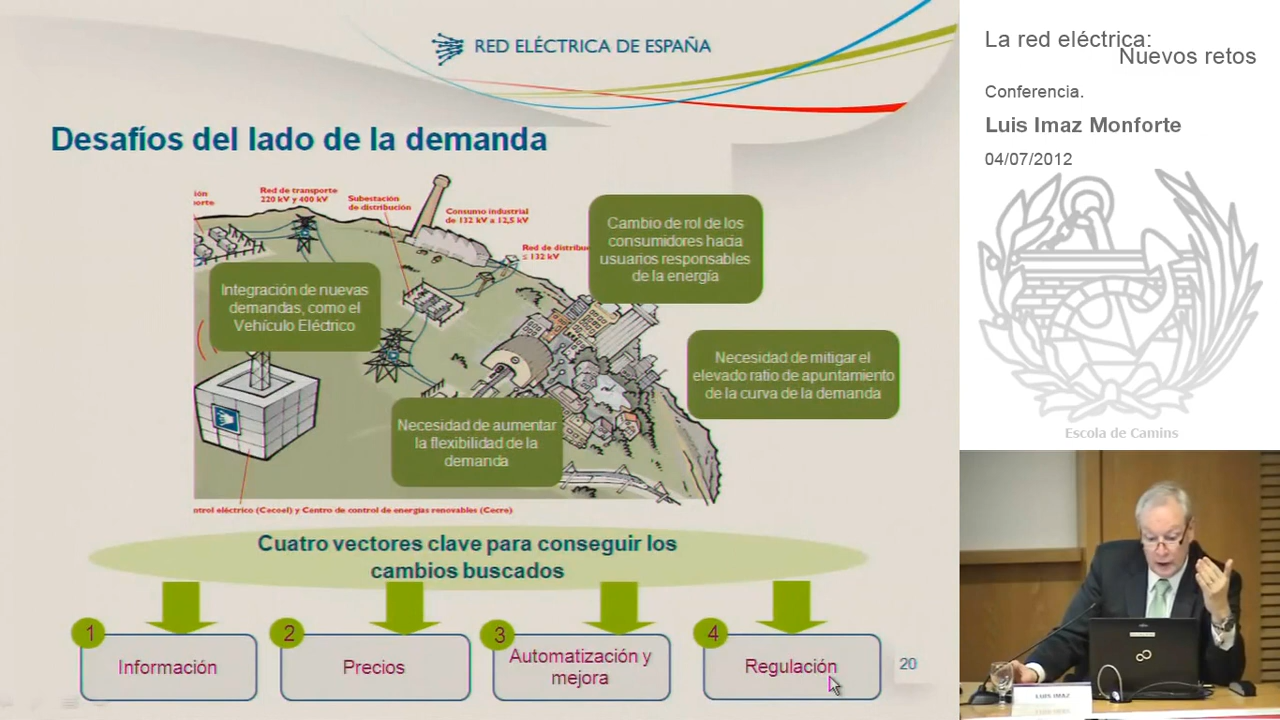 RED ELÉCTRICA DE ESPAÑA
Desafíos del lado de la demanda
ión
orte
Red de transporte
220 kV y 400 kV
Subestación
de distribución
Consumo industrial
de 132 kV a 12,5 kV
Red de distribu
≤ 132 kV
Cambio de rol de los
consumidores hacia
usuarios responsables
de la energía
Integración de nuevas
demandas, como el
Vehículo Eléctrico
Necesidad de mitigar el
elevado ratio de apuntamiento
de la curva de la demanda
Necesidad de aumentar
la flexibilidad de la
demanda
ntrol eléctrico (Cecoel) y Centro de control de energías renovables (Cecre)
Cuatro vectores clave para conseguir los
cambios buscados
1
Información
2
Precios
3
Automatización y
mejora
4
Regulación
20
La red eléctrica:
Nuevos retos
Conferencia.
Luis Imaz Monforte
04/07/2012
Escola de Camins
LUIS IMAZ